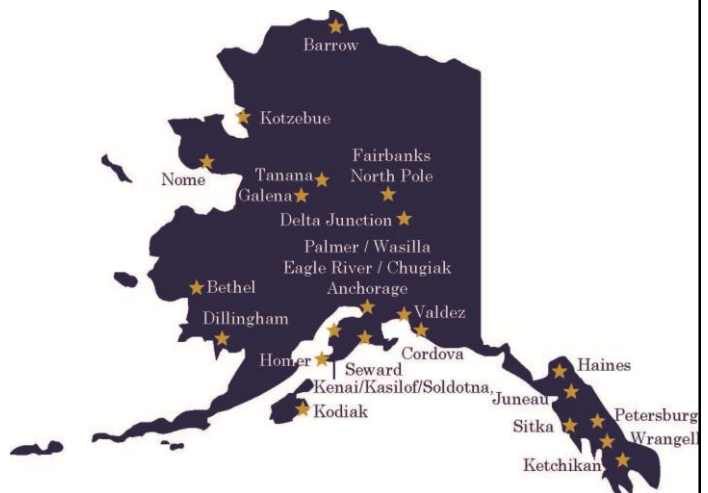 Barrow
Kotzebue
Fairbanks
North Pole
Tanana
Nome
Galena
Delta Junction
Palmer / Wasilla
Eagle River / Chugiak
Anchorage
Bethel
Valdez
Dillingham
Cordova
Homer
Seward
Haines
Kenai/Kasilof/Soldotna,
Juneau
Kodiak
Petersburg
Sitka
Wrangell
Ketchikan